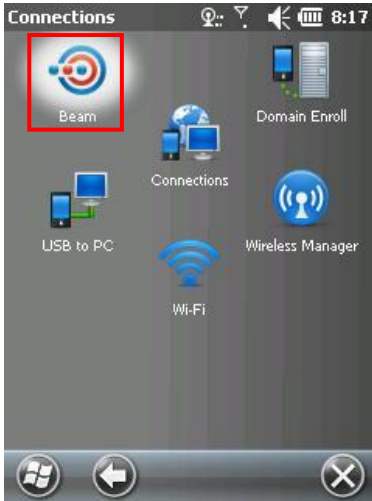 Connections 8:17
Beam
Domain Enroll
Connections
USB to PC
Wireless Manager
Wi-Fi